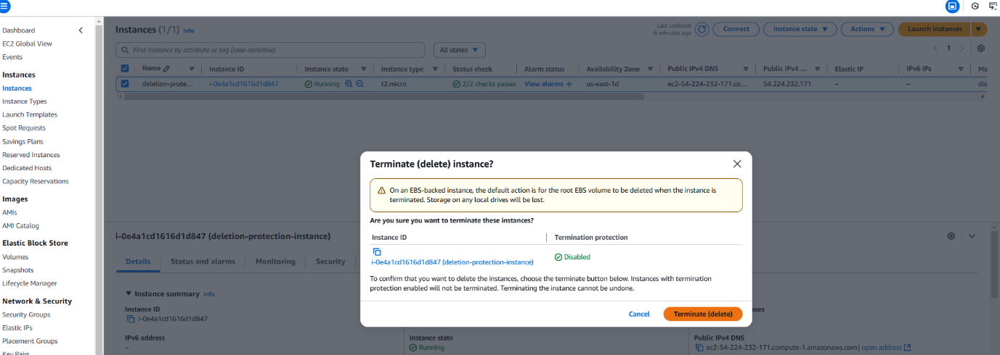 Dashboard
EC2 Global View
Events
Instances
Instances
Instance Types
Launch Templates
Spot Requests
Savings Plans
Reserved Instances
Dedicated Hosts
Capacity Reservations
Images
AMIs
AMI Catalog
Elastic Block Store
Volumes
Snapshots
Lifecycle Manager
Network & Security
Security Groups
Elastic IPs
Placement Groups
Key Pairs
Instances (1/1) Info
Last updated
6 minutes ago
Connect
Instance state
Actions
Launch instances
Find Instance by attribute or tag (case-sensitive)
All states
1
Name Instance ID Instance state Instance type Status check Alarm status Availability Zone Public IPv4 DNS Public IPv4 ... Elastic IP IPv6 IPs Mo
deletion-prote... i-0e4a1cd1616d1d847 Running t2.micro 2/2 checks passed View alarms + us-east-1d ec2-54-224-232-171.co... 54.224.232.171 – – dis
Terminate (delete) instance?
On an EBS-backed instance, the default action is for the root EBS volume to be deleted when the instance is
terminated. Storage on any local drives will be lost.
Are you sure you want to terminate these instances?
Instance ID Termination protection
i-0e4a1cd1616d1d847 (deletion-protection-instance) Disabled
To confirm that you want to delete the instances, choose the terminate button below. Instances with termination
protection enabled will not be terminated. Terminating the instance cannot be undone.
Cancel Terminate (delete)
i-0e4a1cd1616d1d847 (deletion-protection-instance)
Details Status and alarms Monitoring Security
Instance summary Info
Instance ID
i-0e4a1cd1616d1d847
IPv6 address
–
Instance state
Running
Public IPv4 DNS
ec2-54-224-232-171.compute-1.amazonaws.com | open address